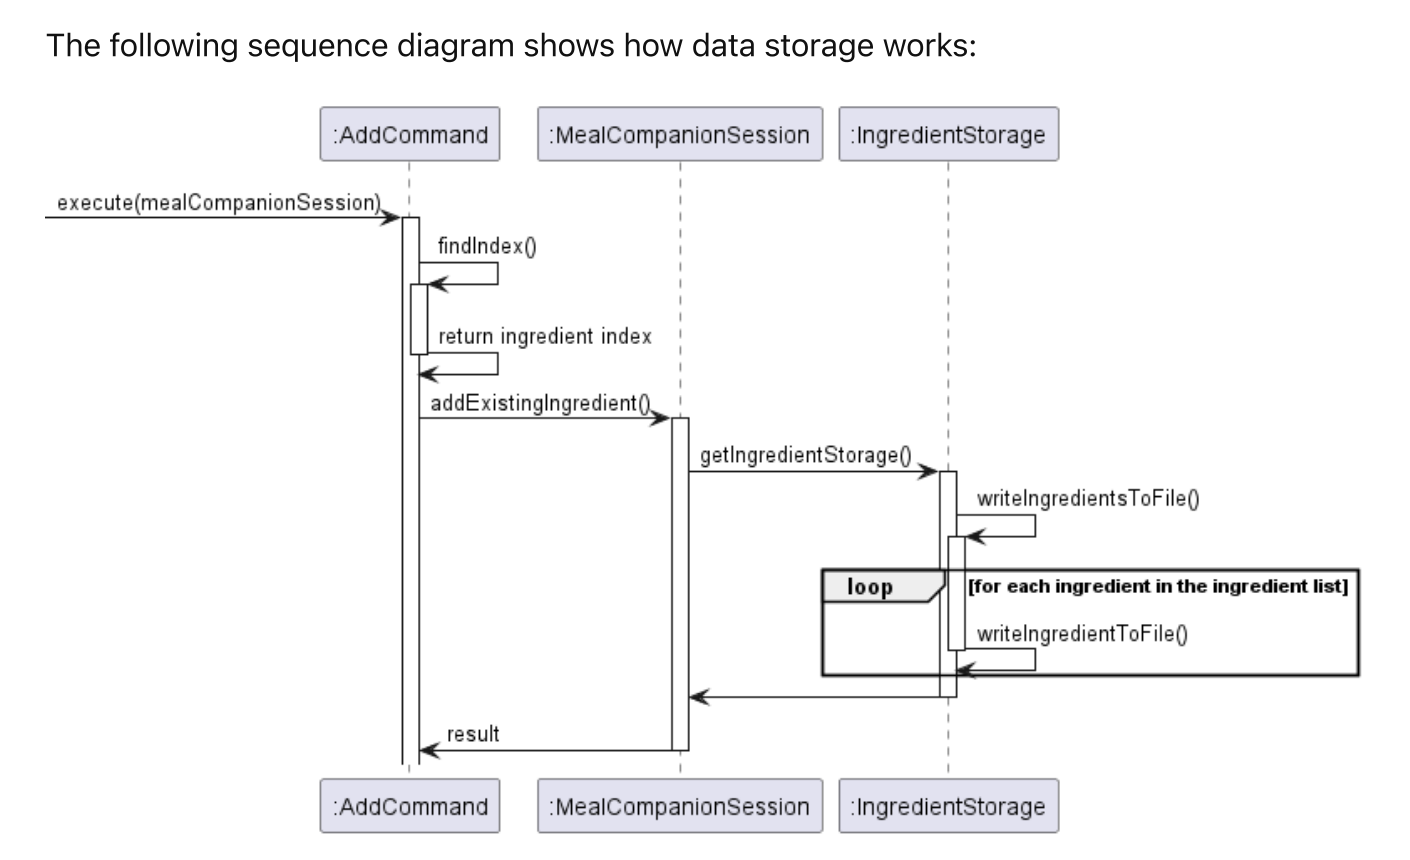 The following sequence diagram shows how data storage works:
:AddCommand
:MealCompanionSession
:IngredientStorage
execute(mealCompanionSession)
findIndex()
return ingredient index
addExistingIngredient()
getIngredientStorage()
writeIngredientsToFile()
loop
[for each ingredient in the ingredient list]
writeIngredientToFile()
result
:AddCommand
:MealCompanionSession
:IngredientStorage